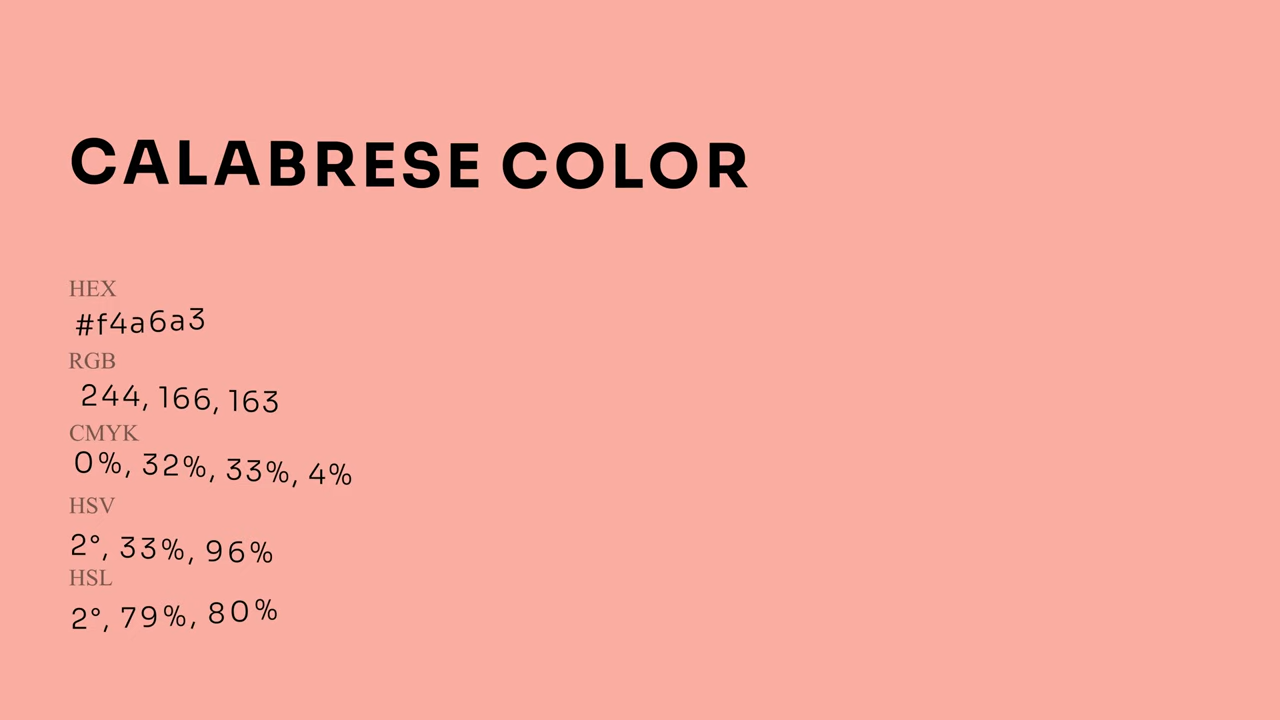 CALABRESE COLOR
HEX
#f4a6a3
RGB
244, 166, 163
CMYK
0%, 32%, 33%, 4%
HSV
2°, 33%, 96%
HSL
2°, 79%, 80%